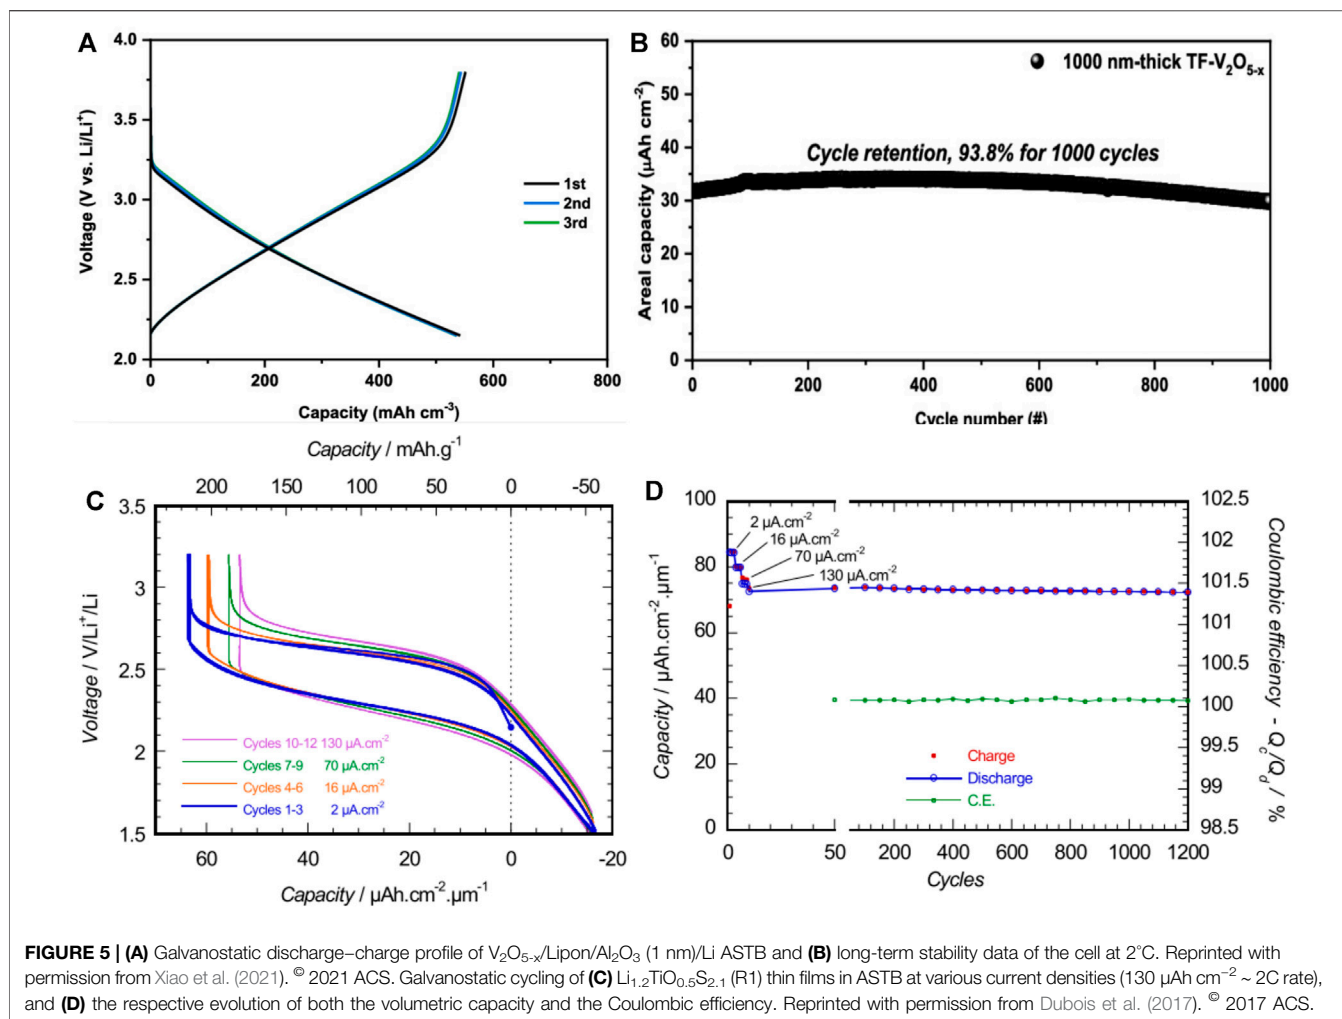 A
4.0
3.5
3.0
2.5
2.0
Voltage (V vs. Li/Li⁺)
1st
2nd
3rd
0
200
400
600
800
Capacity (mAh cm⁻³)
B
60
50
40
30
20
10
0
Areal capacity (µAh cm⁻²)
1000 nm-thick TF-V₂O₅₋ₓ
Cycle retention, 93.8% for 1000 cycles
0
200
400
600
800
1000
Cycle number (#)
Capacity / mAh.g⁻¹
C
200
150
100
50
0
-50
3.5
3
2.5
2
1.5
Voltage / V/Li⁺/Li
Cycles 10-12 130 µA.cm⁻²
Cycles 7-9 70 µA.cm⁻²
Cycles 4-6 16 µA.cm⁻²
Cycles 1-3 2 µA.cm⁻²
60
40
20
0
-20
Capacity / µAh.cm⁻².µm⁻¹
D
100
80
60
40
20
0
Capacity / µAh.cm⁻².µm⁻¹
2 µA.cm⁻²
16 µA.cm⁻²
70 µA.cm⁻²
130 µA.cm⁻²
Charge
Discharge
C.E.
102.5
102
101.5
101
100.5
100
99.5
99
98.5
Coulombic efficiency - Q_c/Q_d / %
0
50
200
400
600
800
1000
1200
Cycles
FIGURE 5 | (A) Galvanostatic discharge–charge profile of V₂O₅₋ₓ/Lipon/Al₂O₃ (1 nm)/Li ASTB and (B) long-term stability data of the cell at 2°C. Reprinted with
permission from Xiao et al. (2021). © 2021 ACS. Galvanostatic cycling of (C) Li₁.₂TiO₀.₅S₂.₁ (R1) thin films in ASTB at various current densities (130 µAh cm⁻² ~ 2C rate),
and (D) the respective evolution of both the volumetric capacity and the Coulombic efficiency. Reprinted with permission from Dubois et al. (2017). © 2017 ACS.